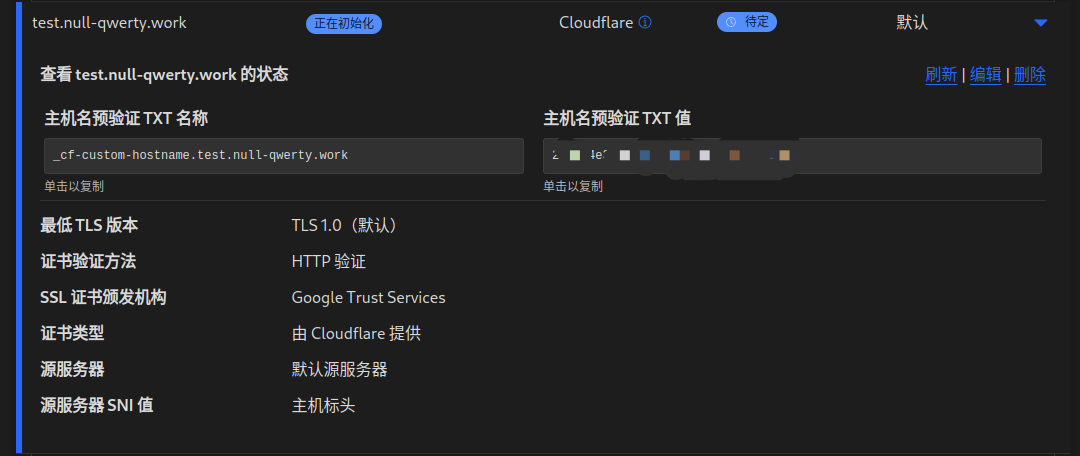 test.null-qwerty.work 正在初始化 Cloudflare 待定 默认
查看 test.null-qwerty.work 的状态 刷新 | 编辑 | 删除
主机名预验证 TXT 名称 主机名预验证 TXT 值
_cf-custom-hostname.test.null-qwerty.work
单击以复制 单击以复制
最低 TLS 版本 TLS 1.0（默认）
证书验证方法 HTTP 验证
SSL 证书颁发机构 Google Trust Services
证书类型 由 Cloudflare 提供
源服务器 默认源服务器
源服务器 SNI 值 主机标头